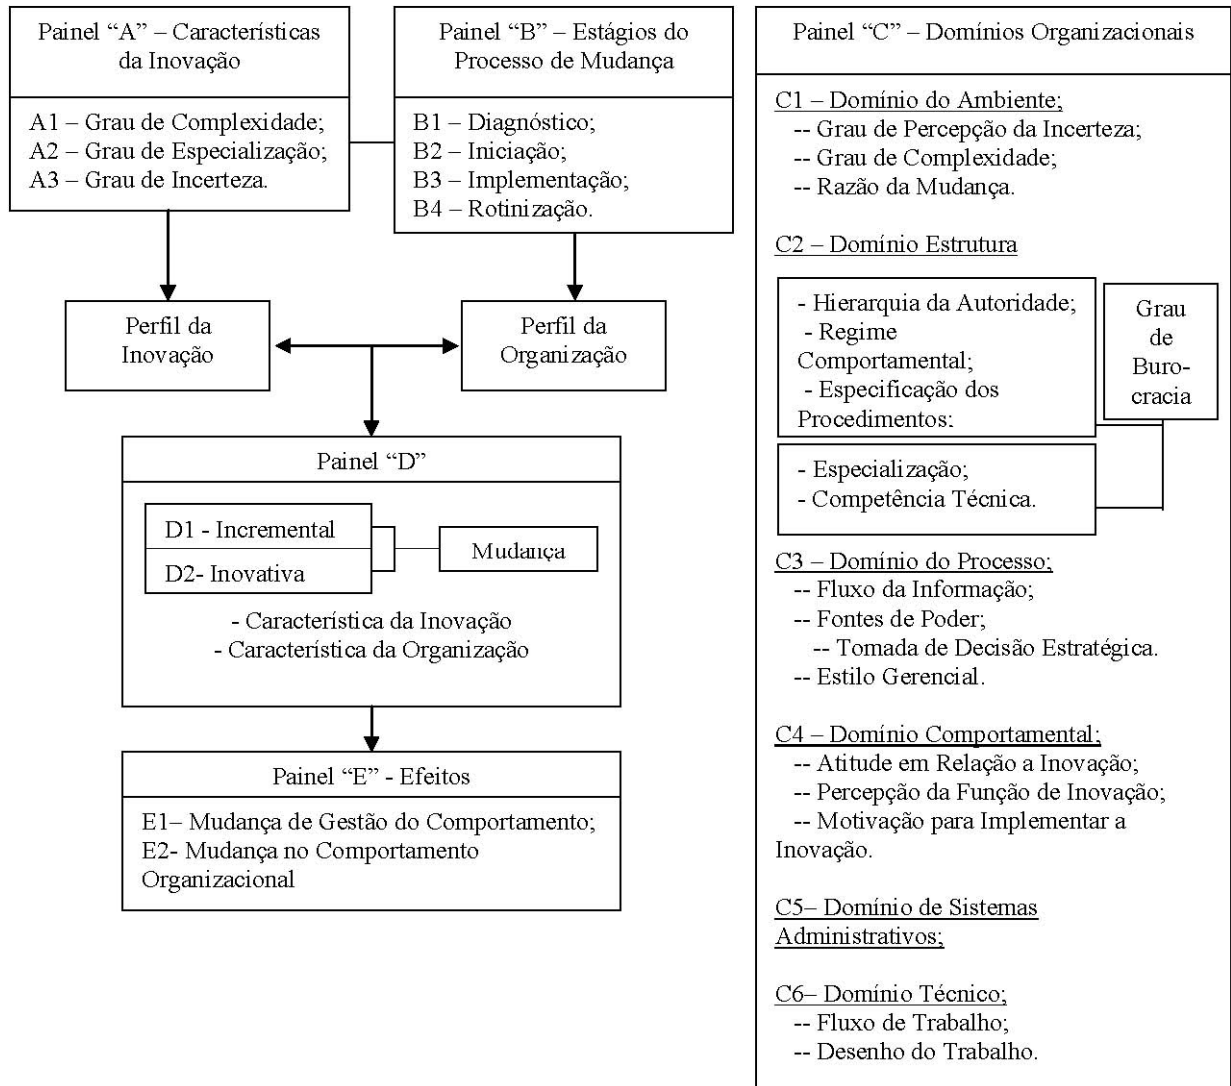 Painel “A” – Características
da Inovação
A1 – Grau de Complexidade;
A2 – Grau de Especialização;
A3 – Grau de Incerteza.
Painel “B” – Estágios do
Processo de Mudança
B1 – Diagnóstico;
B2 – Iniciação;
B3 – Implementação;
B4 – Rotinização.
Perfil da
Inovação
Perfil da
Organização
Painel “D”
D1 - Incremental
D2- Inovativa
Mudança
- Característica da Inovação
- Característica da Organização
Painel “E” - Efeitos
E1– Mudança de Gestão do Comportamento;
E2- Mudança no Comportamento
Organizacional
Painel “C” – Domínios Organizacionais
C1 – Domínio do Ambiente;
-- Grau de Percepção da Incerteza;
-- Grau de Complexidade;
-- Razão da Mudança.
C2 – Domínio Estrutura
- Hierarquia da Autoridade;
- Regime
Comportamental;
- Especificação dos
Procedimentos;
- Especialização;
- Competência Técnica.
Grau
de
Buro-
cracia
C3 – Domínio do Processo;
-- Fluxo da Informação;
-- Fontes de Poder;
-- Tomada de Decisão Estratégica.
-- Estilo Gerencial.
C4 – Domínio Comportamental;
-- Atitude em Relação a Inovação;
-- Percepção da Função de Inovação;
-- Motivação para Implementar a
Inovação.
C5– Domínio de Sistemas
Administrativos;
C6– Domínio Técnico;
-- Fluxo de Trabalho;
-- Desenho do Trabalho.